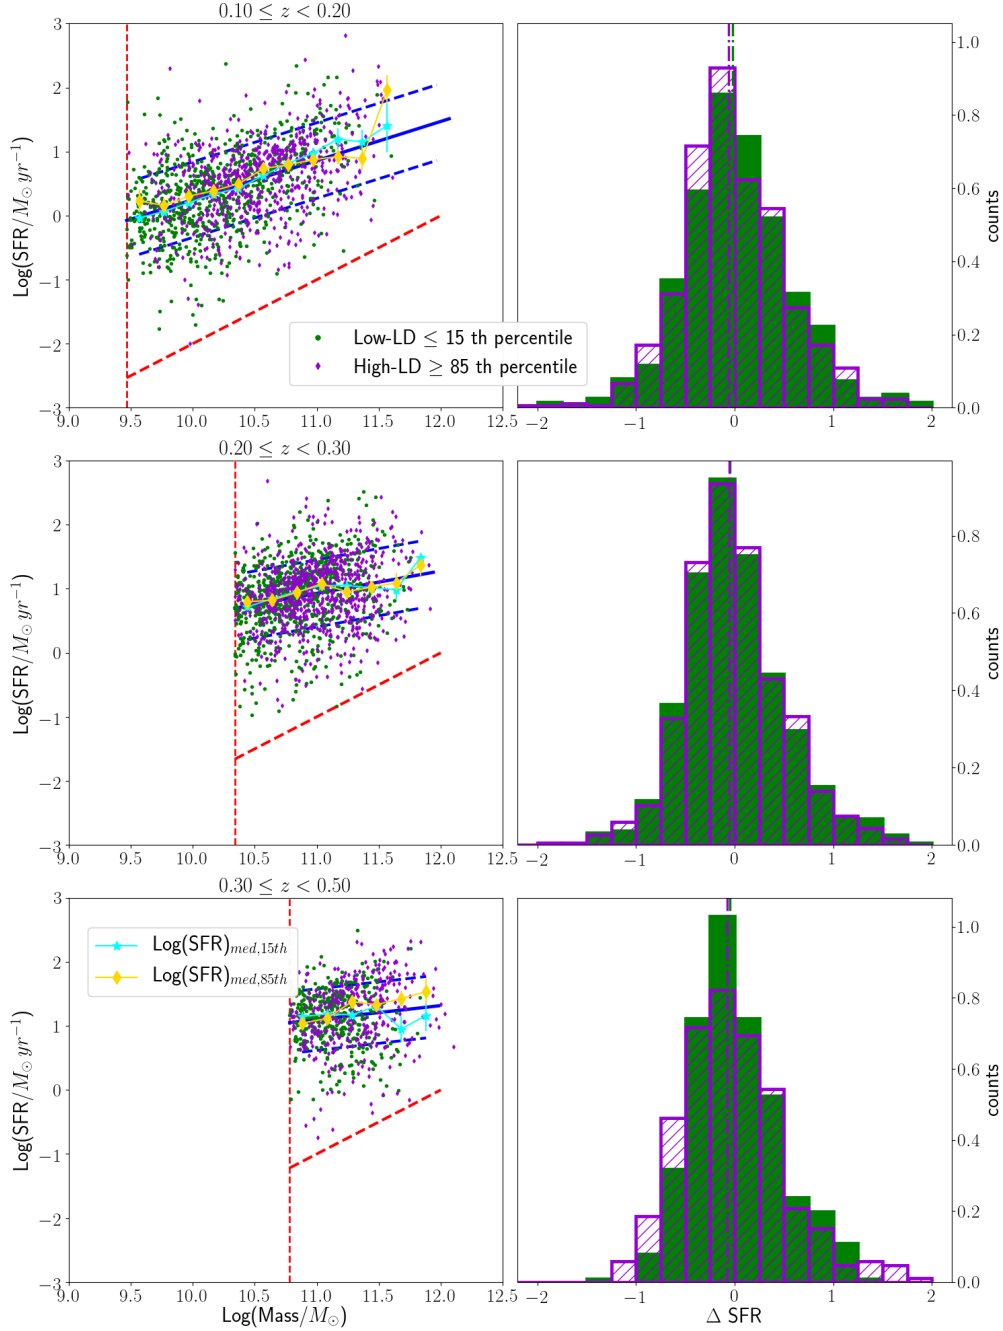 0.10 ≤ z < 0.20
3
2
1
0
−1
−2
−3
Log(SFR/M⊙ yr⁻¹)
Low-LD ≤ 15 th percentile
High-LD ≥ 85 th percentile
9.0 9.5 10.0 10.5 11.0 11.5 12.0 12.5
1.0
0.8
0.6
0.4
0.2
0.0
counts
−2 −1 0 1 2
0.20 ≤ z < 0.30
3
2
1
0
−1
−2
−3
Log(SFR/M⊙ yr⁻¹)
9.0 9.5 10.0 10.5 11.0 11.5 12.0 12.5
0.8
0.6
0.4
0.2
0.0
counts
−2 −1 0 1 2
0.30 ≤ z < 0.50
3
2
1
0
−1
−2
−3
Log(SFR/M⊙ yr⁻¹)
Log(SFR)med,15th
Log(SFR)med,85th
9.0 9.5 10.0 10.5 11.0 11.5 12.0 12.5
Log(Mass/M⊙)
1.0
0.8
0.6
0.4
0.2
0.0
counts
−2 −1 0 1 2
Δ SFR